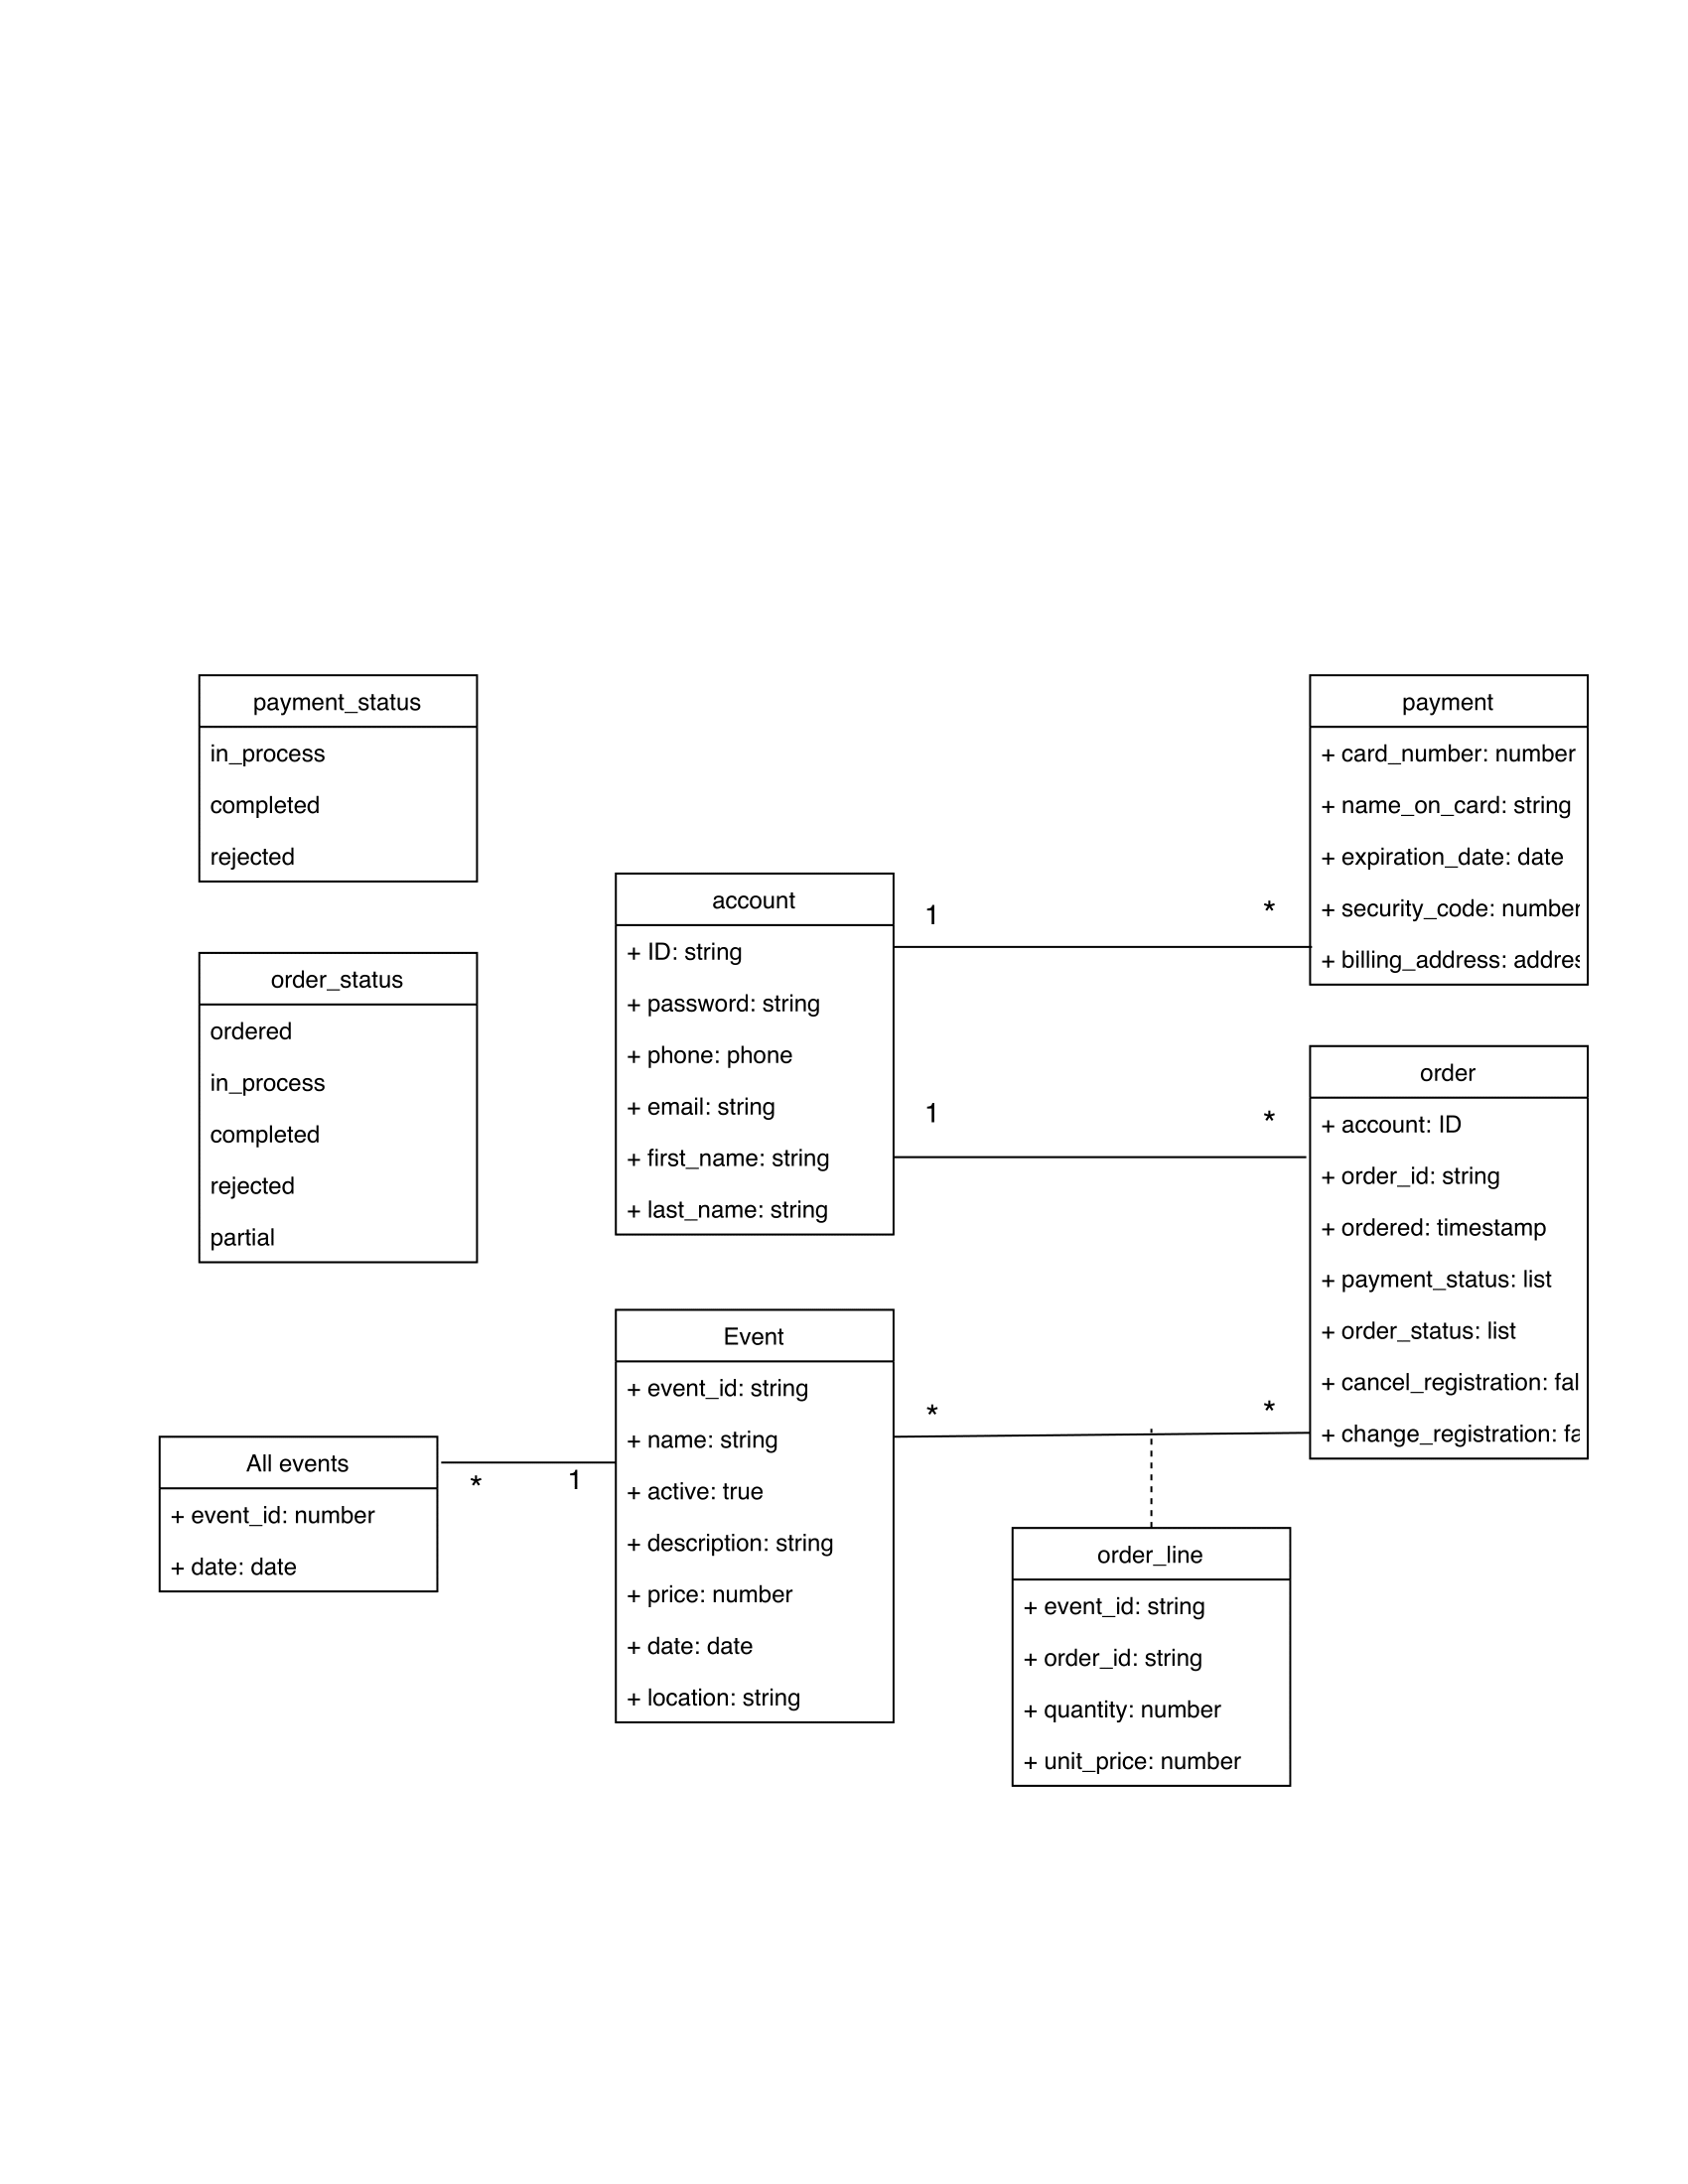 payment_status
in_process
completed
rejected
order_status
ordered
in_process
completed
rejected
partial
account
+ ID: string
+ password: string
+ phone: phone
+ email: string
+ first_name: string
+ last_name: string
1
*
payment
+ card_number: number
+ name_on_card: string
+ expiration_date: date
+ security_code: number
+ billing_address: addres
1
*
order
+ account: ID
+ order_id: string
+ ordered: timestamp
+ payment_status: list
+ order_status: list
+ cancel_registration: fal
+ change_registration: fa
All events
+ event_id: number
+ date: date
*
1
Event
+ event_id: string
+ name: string
+ active: true
+ description: string
+ price: number
+ date: date
+ location: string
*
*
order_line
+ event_id: string
+ order_id: string
+ quantity: number
+ unit_price: number